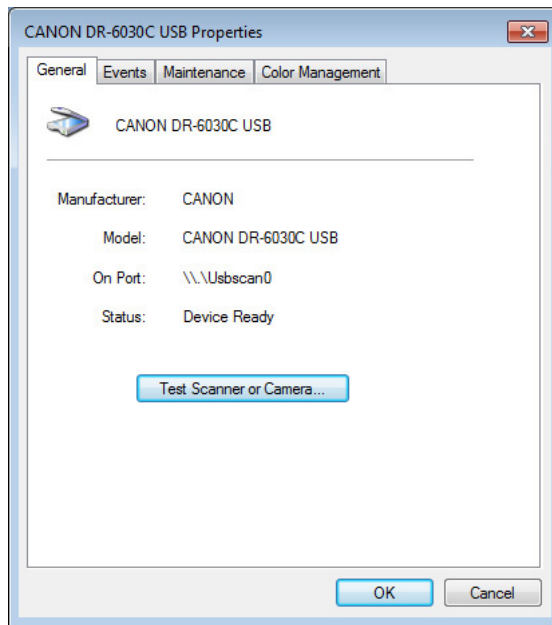 CANON DR-6030C USB Properties
General Events Maintenance Color Management
CANON DR-6030C USB
Manufacturer: CANON
Model: CANON DR-6030C USB
On Port: \\.\Usbscan0
Status: Device Ready
Test Scanner or Camera...
OK Cancel